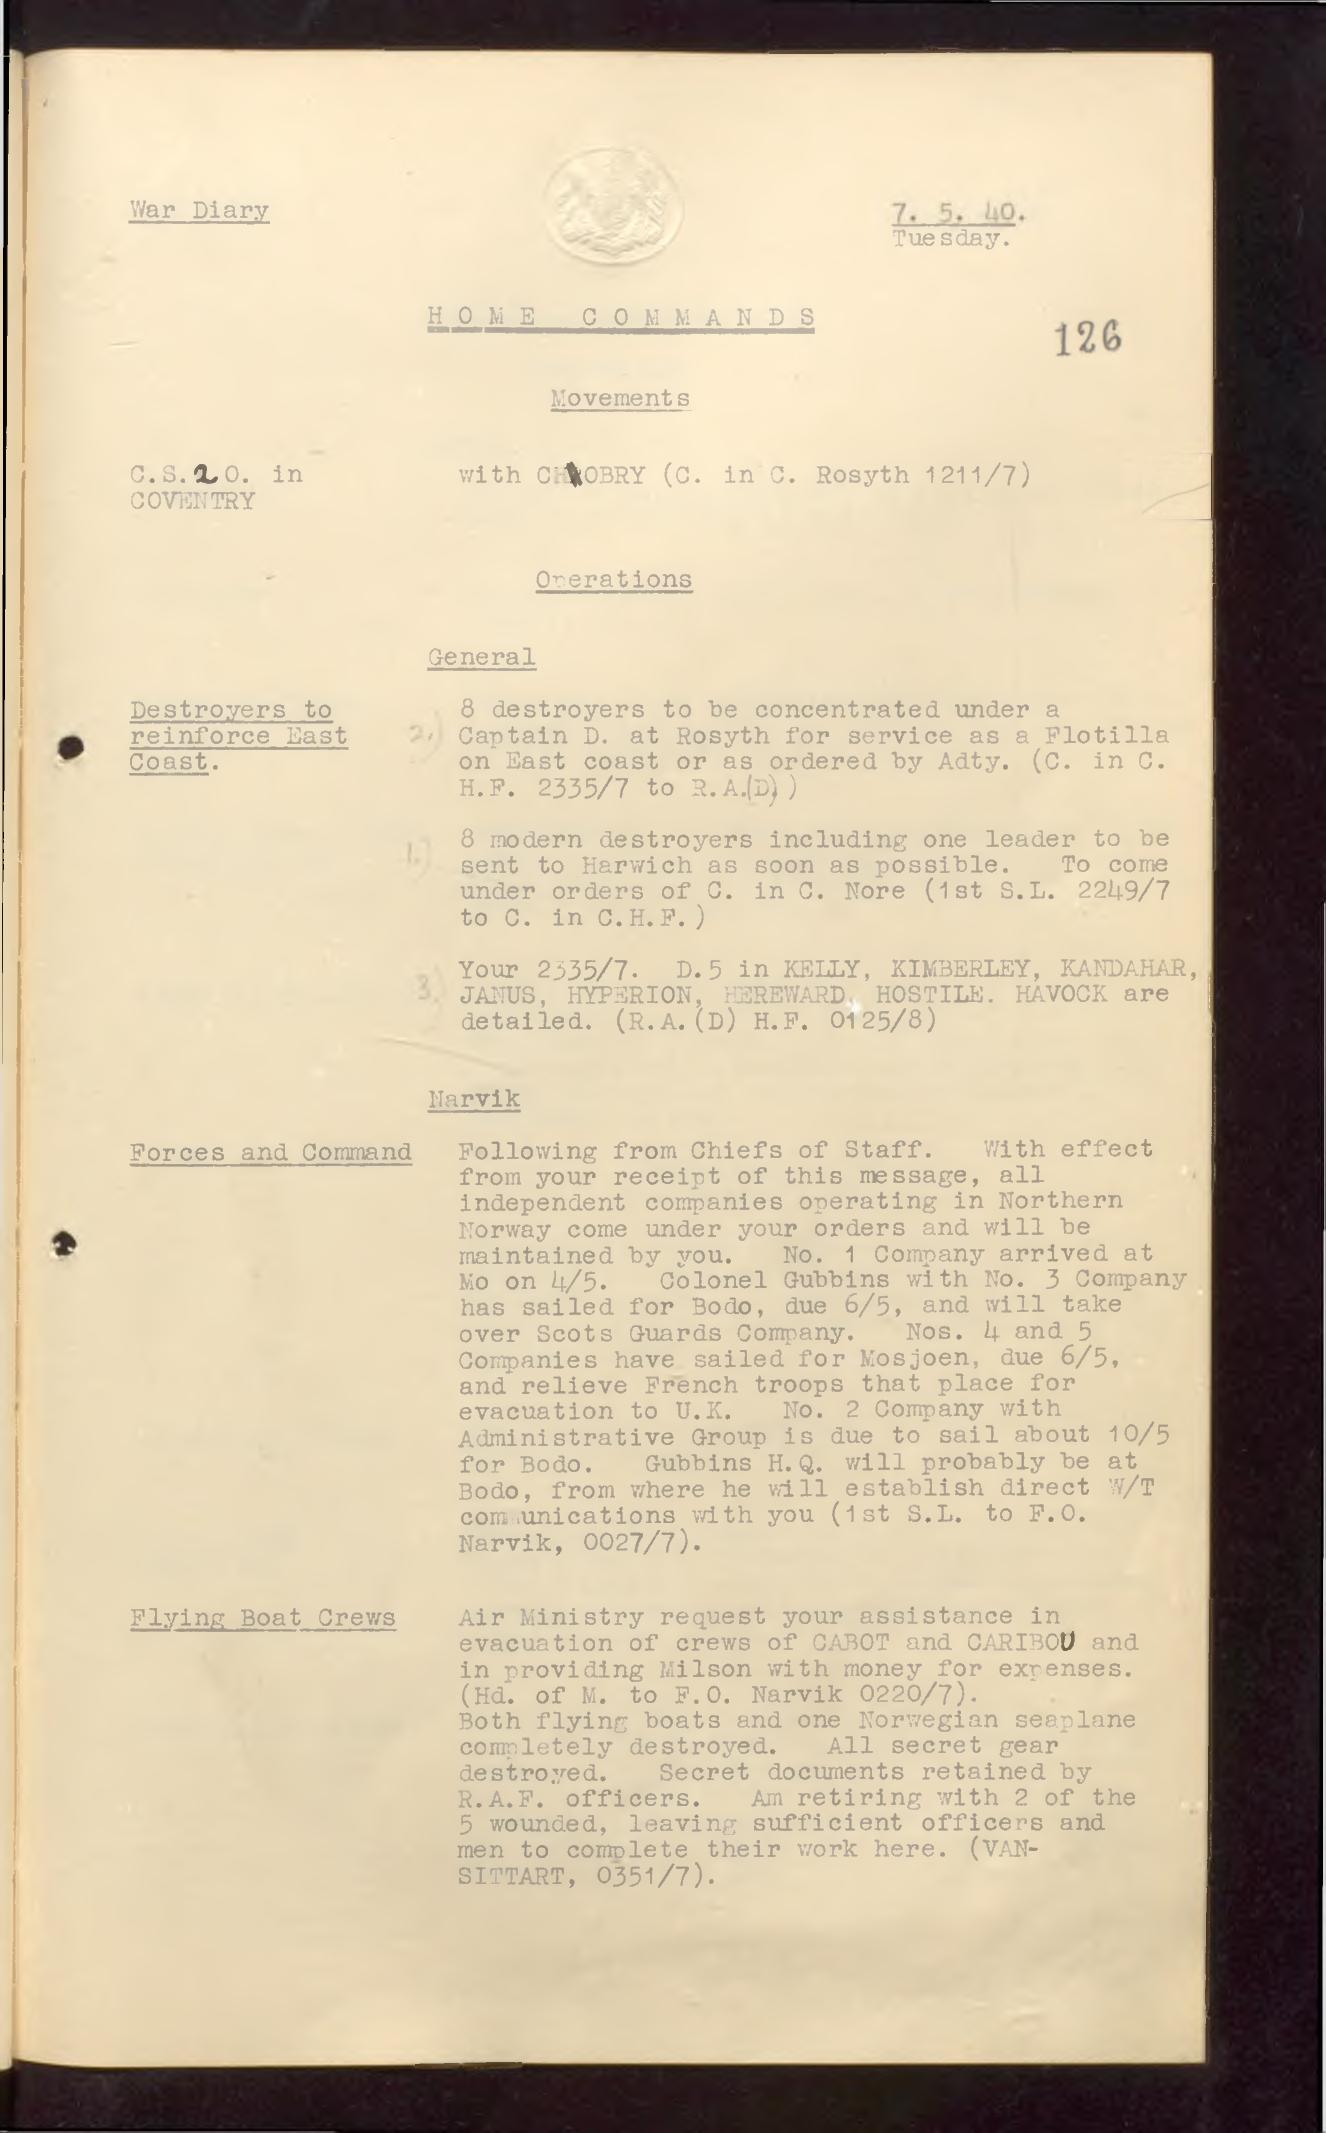 War Diary
7. 5. 40.
Tuesday.
HOME COMMANDS
126
Movements
C.S.20. in
COVENTRY
with CHROBRY (C. in C. Rosyth 1211/7)
Operations
General
Destroyers to
reinforce East
Coast.
2.)
8 destroyers to be concentrated under a
Captain D. at Rosyth for service as a Flotilla
on East coast or as ordered by Adty. (C. in C.
H.F. 2335/7 to R.A.(D) )
1.)
8 modern destroyers including one leader to be
sent to Harwich as soon as possible. To come
under orders of C. in C. Nore (1st S.L. 2249/7
to C. in C.H.F.)
3.)
Your 2335/7. D.5 in KELLY, KIMBERLEY, KANDAHAR,
JANUS, HYPERION, HEREWARD, HOSTILE. HAVOCK are
detailed. (R.A.(D) H.F. 0125/8)
Narvik
Forces and Command
Following from Chiefs of Staff. With effect
from your receipt of this message, all
independent companies operating in Northern
Norway come under your orders and will be
maintained by you. No. 1 Company arrived at
Mo on 4/5. Colonel Gubbins with No. 3 Company
has sailed for Bodo, due 6/5, and will take
over Scots Guards Company. Nos. 4 and 5
Companies have sailed for Mosjoen, due 6/5,
and relieve French troops that place for
evacuation to U.K. No. 2 Company with
Administrative Group is due to sail about 10/5
for Bodo. Gubbins H.Q. will probably be at
Bodo, from where he will establish direct W/T
communications with you (1st S.L. to F.O.
Narvik, 0027/7).
Flying Boat Crews
Air Ministry request your assistance in
evacuation of crews of CABOT and CARIBOU and
in providing Milson with money for expenses.
(Hd. of M. to F.O. Narvik 0220/7).
Both flying boats and one Norwegian seaplane
completely destroyed. All secret gear
destroyed. Secret documents retained by
R.A.F. officers. Am retiring with 2 of the
5 wounded, leaving sufficient officers and
men to complete their work here. (VAN-
SITTART, 0351/7).